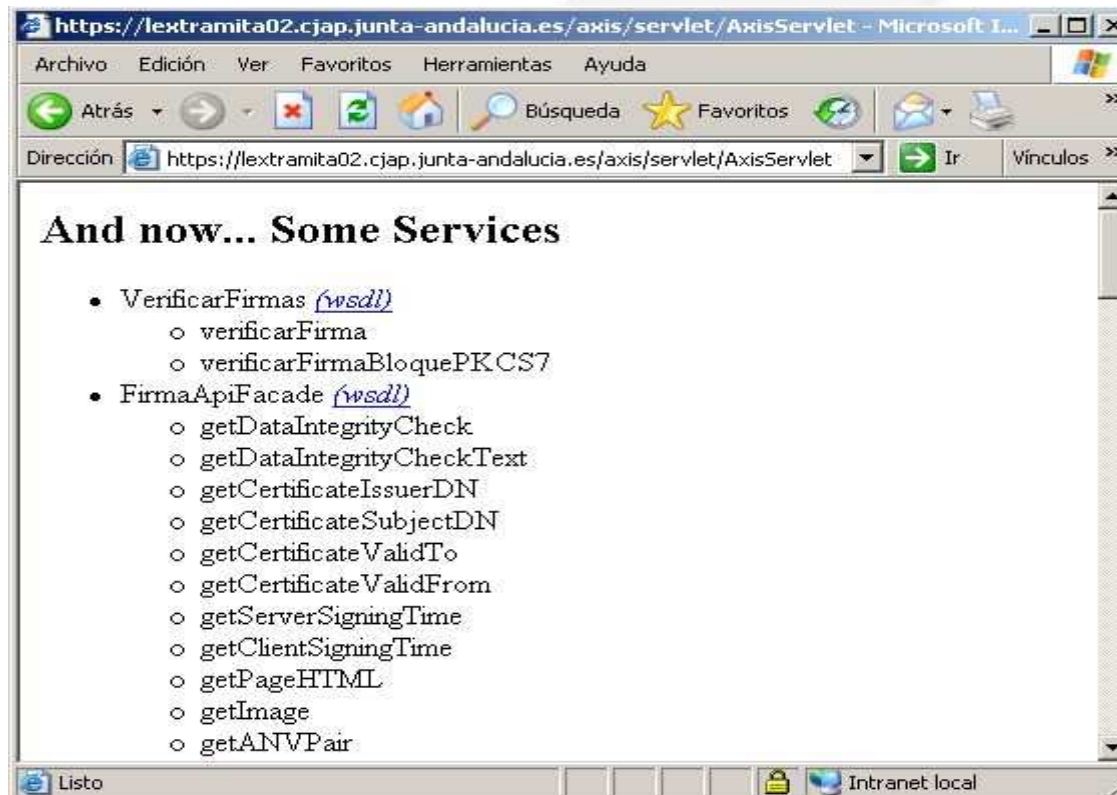 https://lextramita02.cjap.junta-andalucia.es/axis/servlet/AxisServlet - Microsoft I...
Archivo Edición Ver Favoritos Herramientas Ayuda
Atrás Búsqueda Favoritos »
Dirección https://lextramita02.cjap.junta-andalucia.es/axis/servlet/AxisServlet Ir Vínculos »
And now... Some Services
• VerificarFirmas (wsdl)
o verificarFirma
o verificarFirmaBloquePKCS7
• FirmaApiFacade (wsdl)
o getDataIntegrityCheck
o getDataIntegrityCheckText
o getCertificateIssuerDN
o getCertificateSubjectDN
o getCertificateValidTo
o getCertificateValidFrom
o getServerSigningTime
o getClientSigningTime
o getPageHTML
o getImage
o getANVPair
Listo Intranet local